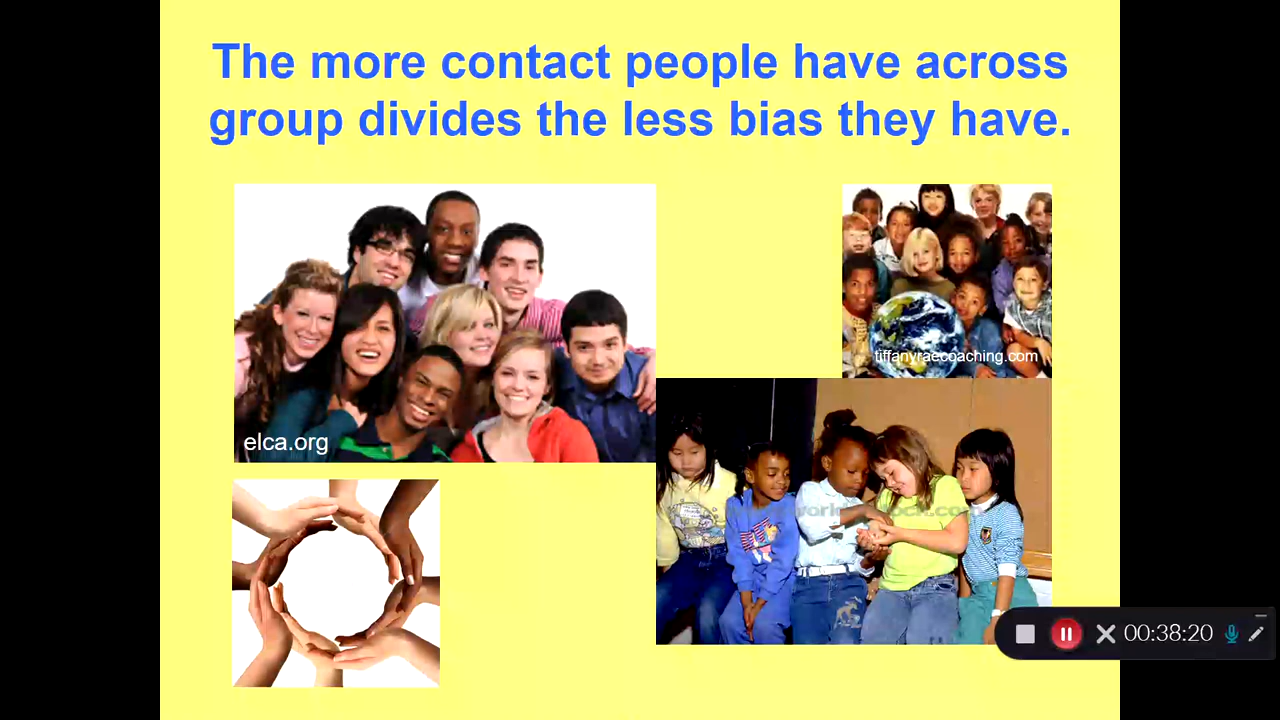 The more contact people have across
group divides the less bias they have.
elca.org
tiffanyraecoaching.com
00:38:20